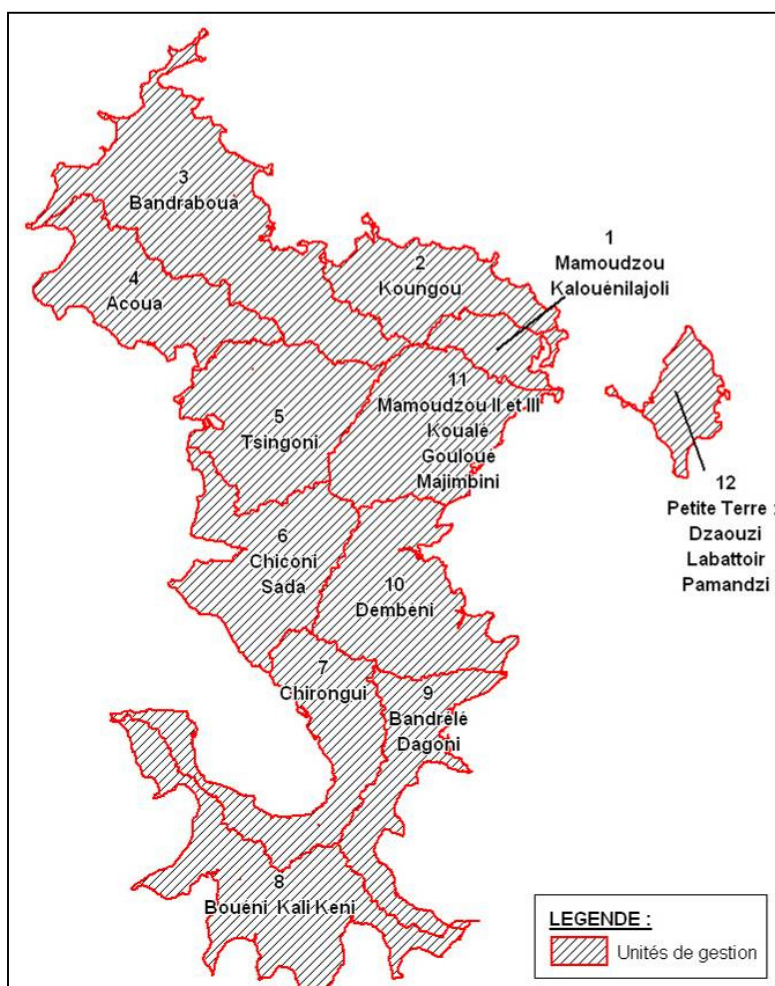 3
Bandraboua
2
Koungou
1
Mamoudzou
Kalouénilajoli
4
Acoua
11
Mamoudzou II et III
Koualé
Gouloué
Majimbini
5
Tsingoni
12
Petite Terre :
Dzaouzi
Labattoir
Pamandzi
6
Chiconi
Sada
10
Dembéni
7
Chirongui
9
Bandrélé
Dagoni
8
Bouéni Kali Keni
LEGENDE :
Unités de gestion